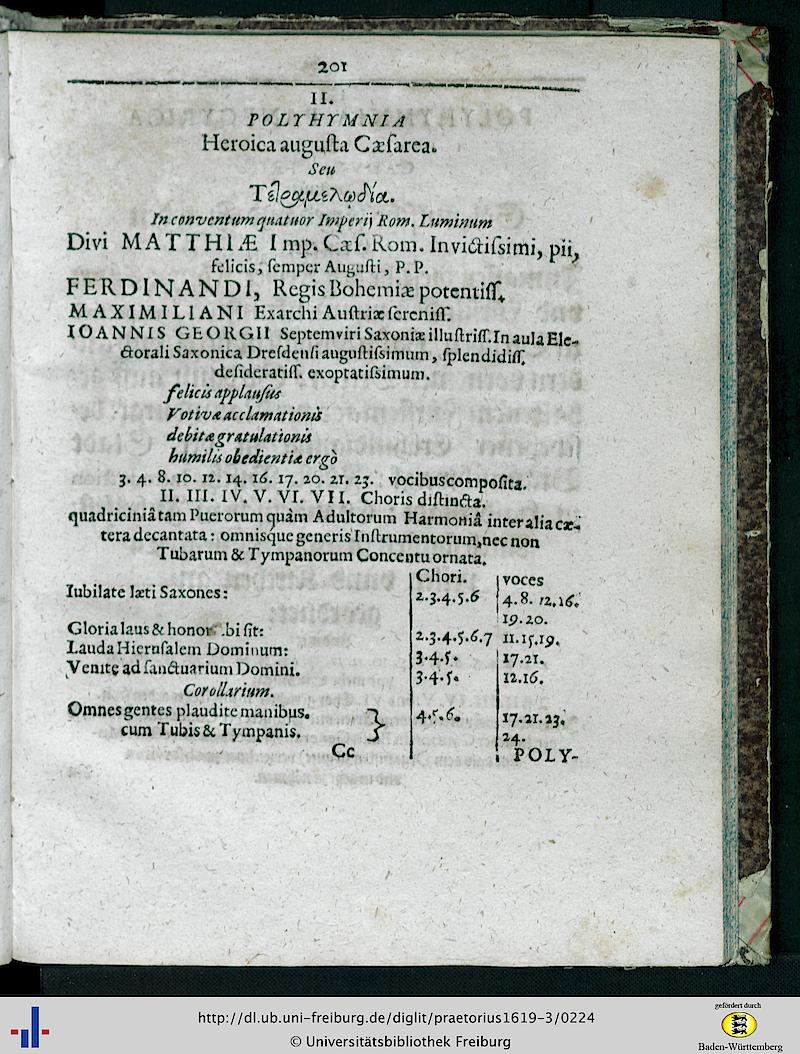 201
II.
POLYHYMNIA
Heroica auguſta Cæſarea.
Seu
Τετραμελωδία.
In conventum quatuor Imperij Rom. Luminum
Divi MATTHIÆ Imp. Cæſ. Rom. Invictiſsimi, pii,
felicis, ſemper Auguſti, P. P.
FERDINANDI, Regis Bohemiæ potentiſſ.
MAXIMILIANI Exarchi Auſtriæ ſereniſſ.
IOANNIS GEORGII Septemviri Saxoniæ illuſtriſſ. In aula Ele-
ctorali Saxonica Dreſdenſi auguſtiſsimum, ſplendidiſſ.
deſideratiſſ. exoptatiſsimum.
felicis applauſus
Votivæ acclamationis
debitæ gratulationis
humilis obedientiæ ergò
3. 4. 8. 10. 12. 14. 16. 17. 20. 21. 23. vocibus compoſita.
II. III. IV. V. VI. VII. Choris diſtincta.
quadriciniâ tam Puerorum quàm Adultorum Harmoniâ inter alia cæ-
tera decantata: omnisque generis Inſtrumentorum, nec non
Tubarum & Tympanorum Concentu ornata.
Chori. voces
Iubilate læti Saxones: 2.3.4.5.6 4. 8. 12.16.
19. 20.
Gloria laus & honor bi ſit: 2.3.4.5.6.7 11.15.19.
Lauda Hieruſalem Dominum: 3.4.5. 17.21.
Venite ad ſanctuarium Domini. 3.4.5. 12.16.
Corollarium.
Omnes gentes plaudite manibus. 4.5.6. 17.21.23.
cum Tubis & Tympanis. 24.
Cc POLY-
gefördert durch
http://dl.ub.uni-freiburg.de/diglit/praetorius1619-3/0224
© Universitätsbibliothek Freiburg
Baden-Württemberg